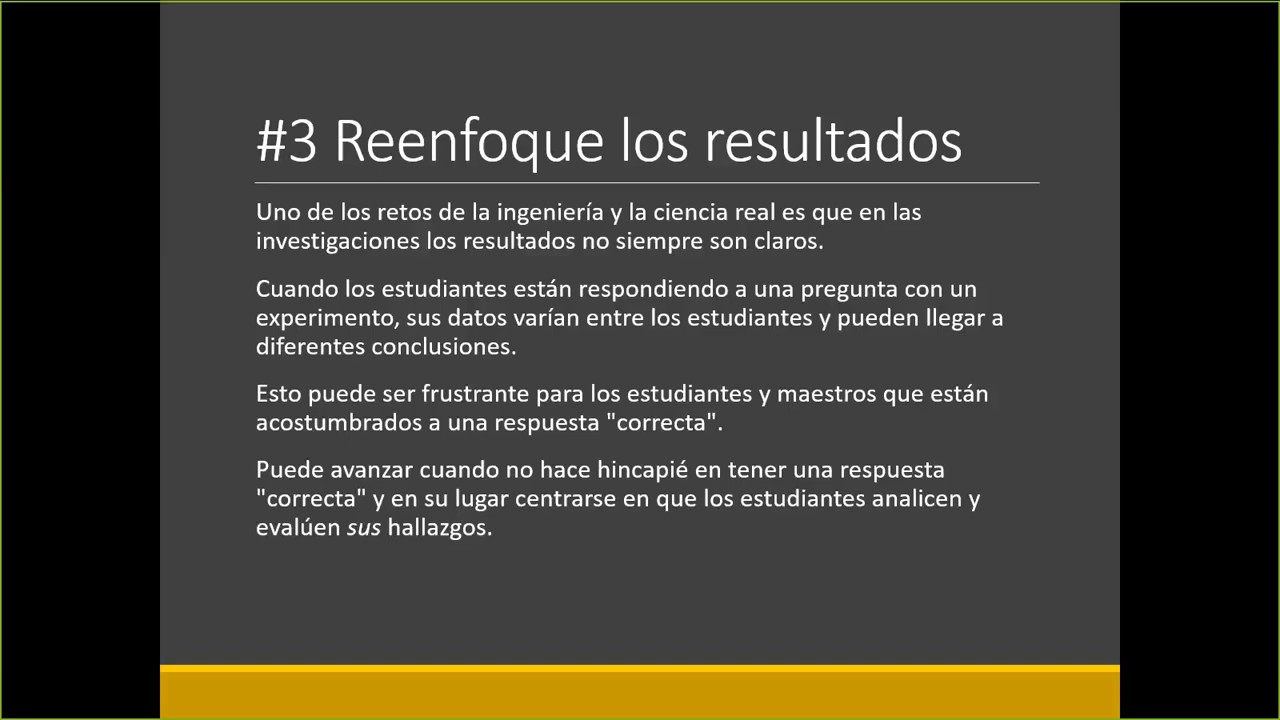 #3 Reenfoque los resultados
Uno de los retos de la ingeniería y la ciencia real es que en las
investigaciones los resultados no siempre son claros.
Cuando los estudiantes están respondiendo a una pregunta con un
experimento, sus datos varían entre los estudiantes y pueden llegar a
diferentes conclusiones.
Esto puede ser frustrante para los estudiantes y maestros que están
acostumbrados a una respuesta "correcta".
Puede avanzar cuando no hace hincapié en tener una respuesta
"correcta" y en su lugar centrarse en que los estudiantes analicen y
evalúen sus hallazgos.